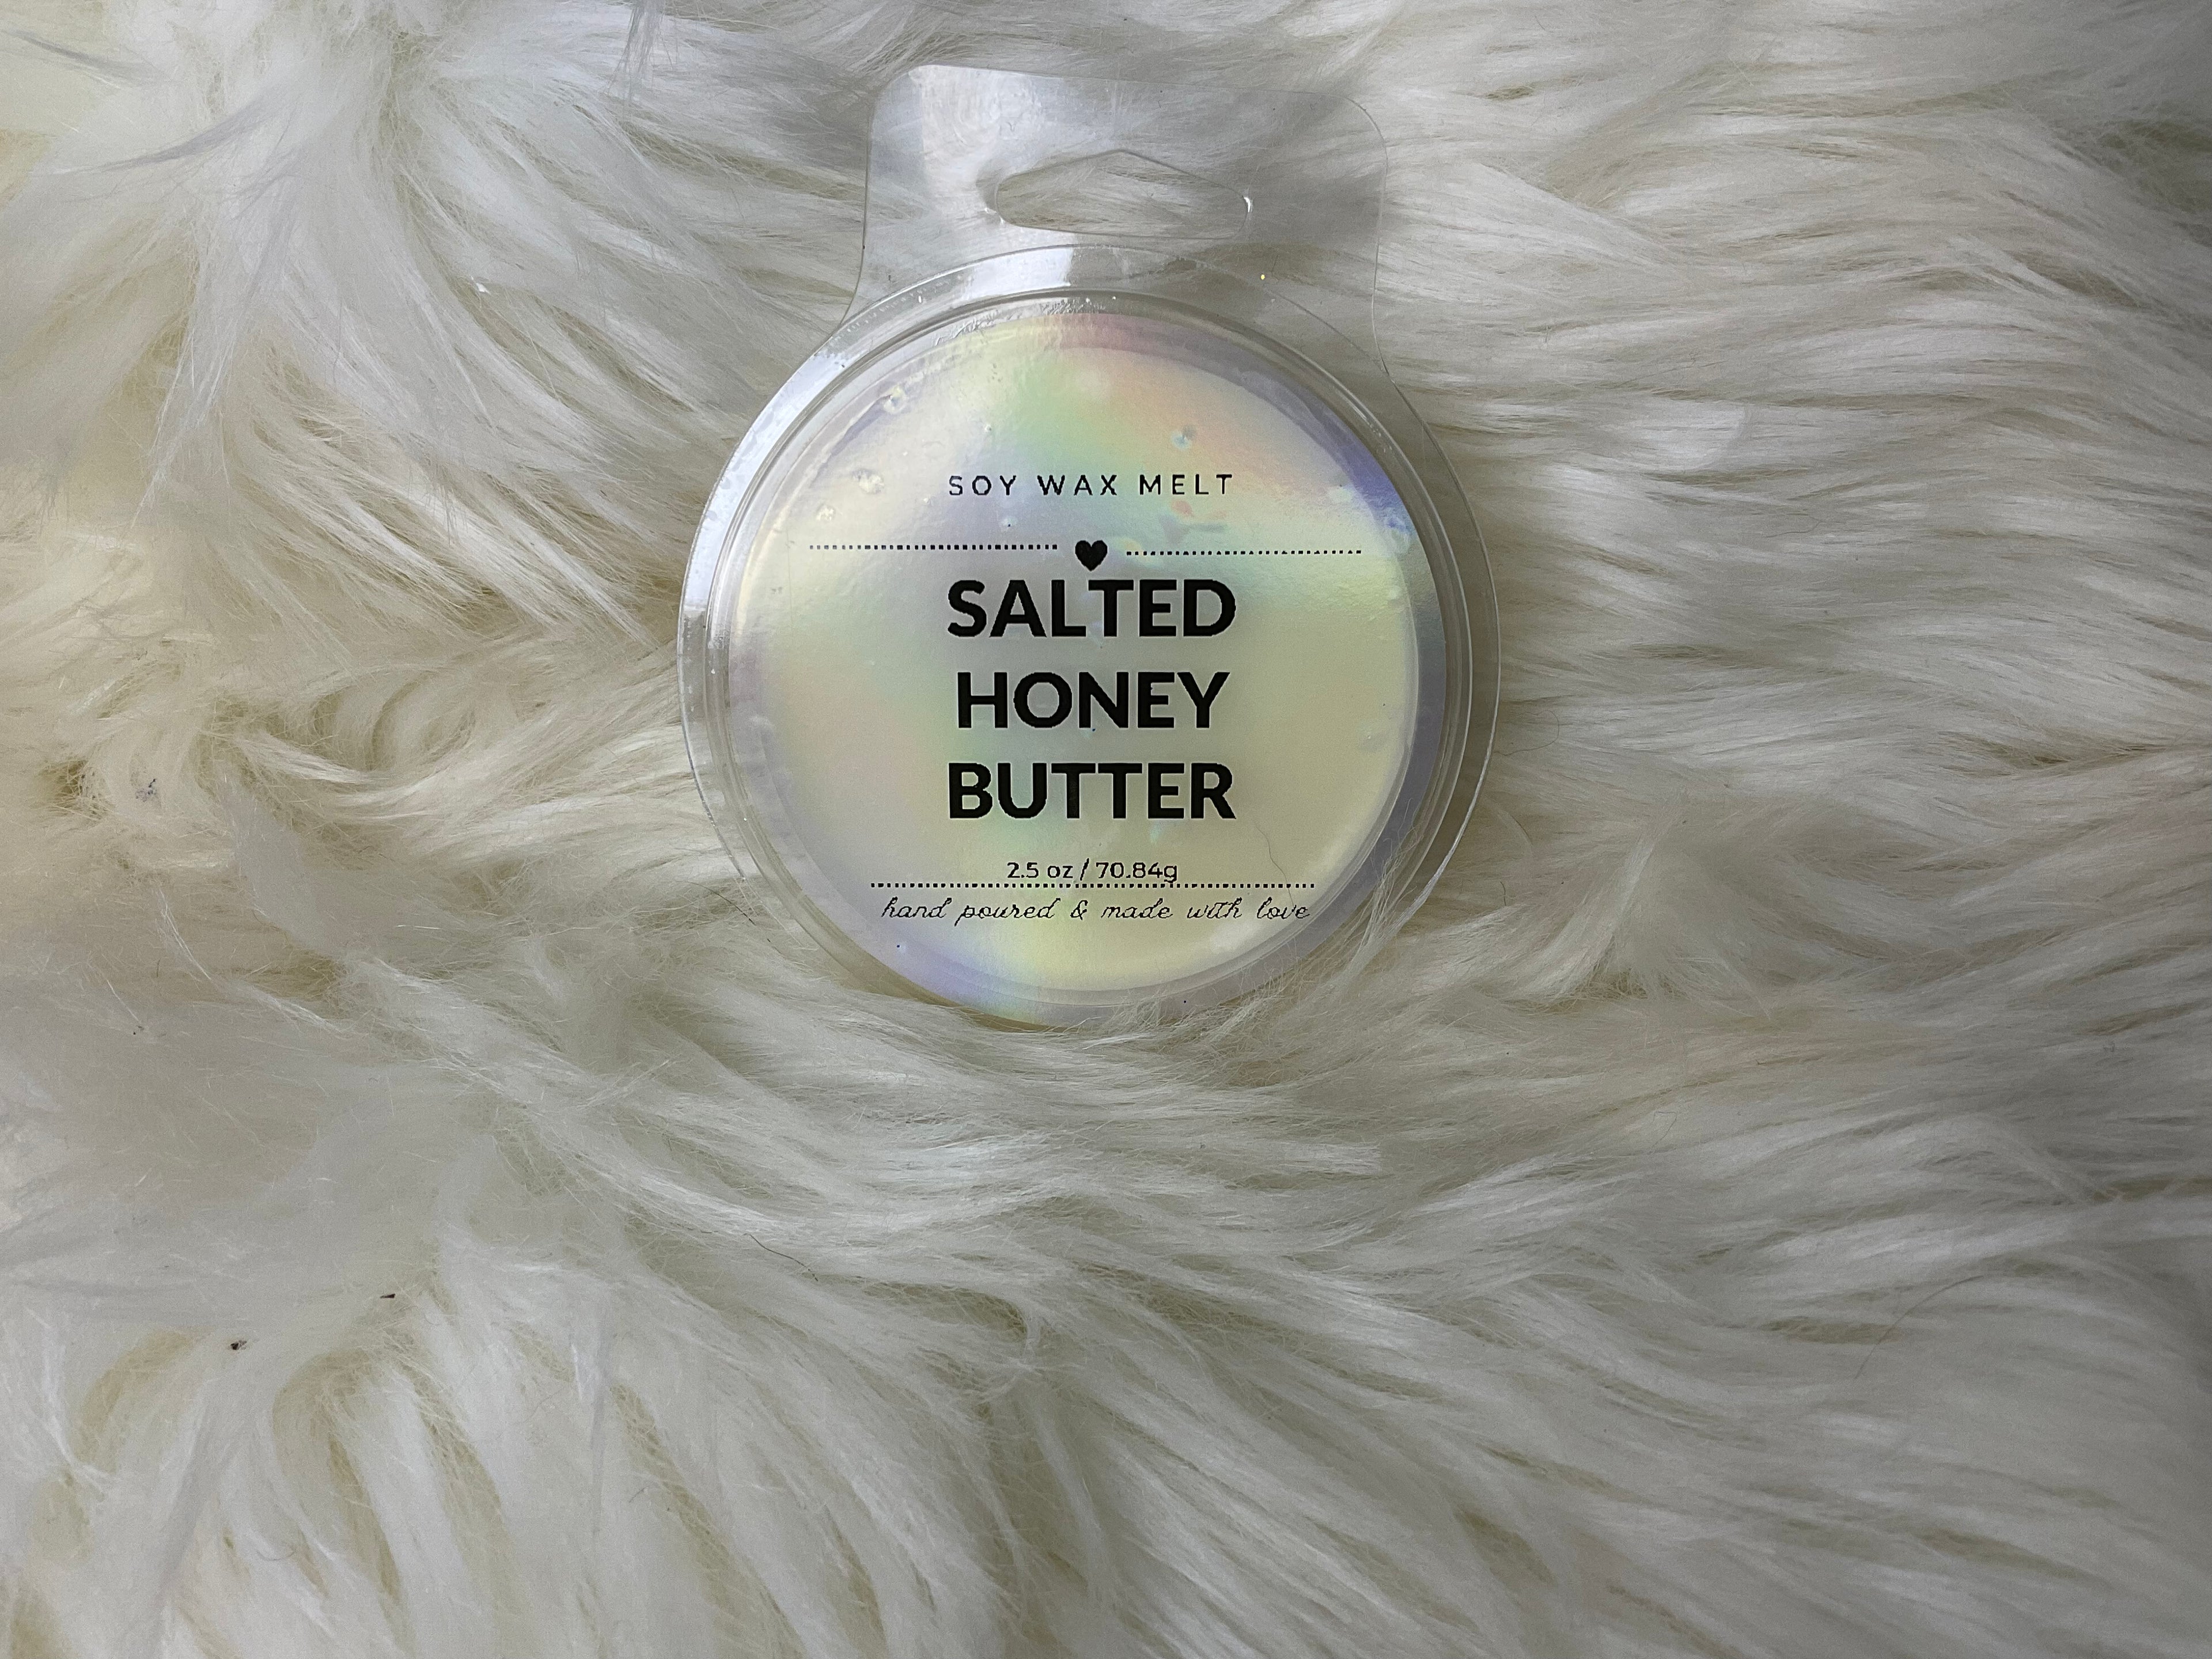 SOY WAX MELT
SALTED
HONEY
BUTTER
2.5 oz / 70.84g
hand poured & made with love